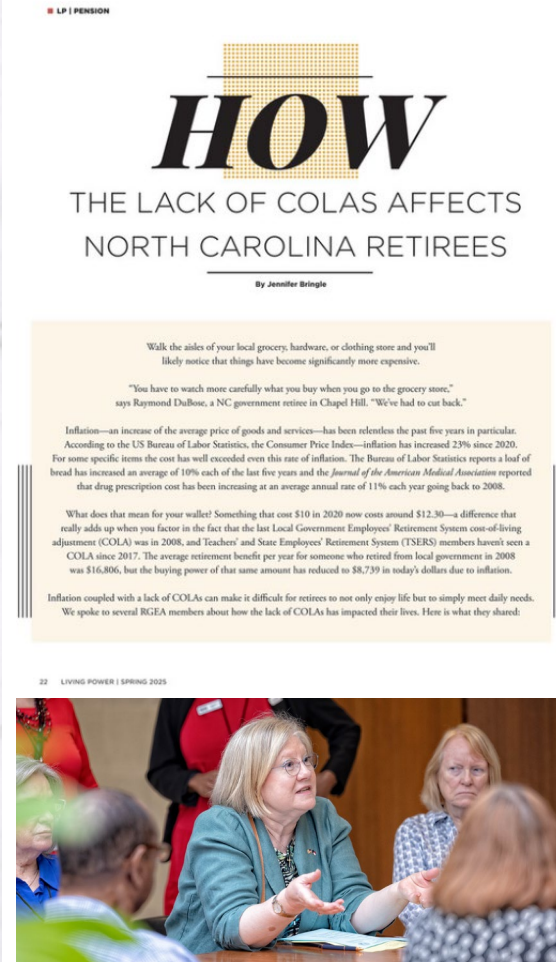 LP | PENSION
HOW
THE LACK OF COLAS AFFECTS
NORTH CAROLINA RETIREES
By Jennifer Bringle
Walk the aisles of your local grocery, hardware, or clothing store and you'll
likely notice that things have become significantly more expensive.
"You have to watch more carefully what you buy when you go to the grocery store,"
says Raymond DuBose, a NC government retiree in Chapel Hill. "We've had to cut back."
Inflation—an increase of the average price of goods and services—has been relentless the past five years in particular.
According to the US Bureau of Labor Statistics, the Consumer Price Index—inflation has increased 23% since 2020.
For some specific items the cost has well exceeded even this rate of inflation. The Bureau of Labor Statistics reports a loaf of
bread has increased an average of 10% each of the last five years and the Journal of the American Medical Association reported
that drug prescription cost has been increasing at an average annual rate of 11% each year going back to 2008.
What does that mean for your wallet? Something that cost $10 in 2020 now costs around $12.30—a difference that
really adds up when you factor in the fact that the last Local Government Employees' Retirement System cost-of-living
adjustment (COLA) was in 2008, and Teachers' and State Employees' Retirement System (TSERS) members haven't seen a
COLA since 2017. The average retirement benefit per year for someone who retired from local government in 2008
was $16,806, but the buying power of that same amount has reduced to $8,739 in today's dollars due to inflation.
Inflation coupled with a lack of COLAs can make it difficult for retirees to not only enjoy life but to simply meet daily needs.
We spoke to several RGEA members about how the lack of COLAs has impacted their lives. Here is what they shared:
22 LIVING POWER | SPRING 2025